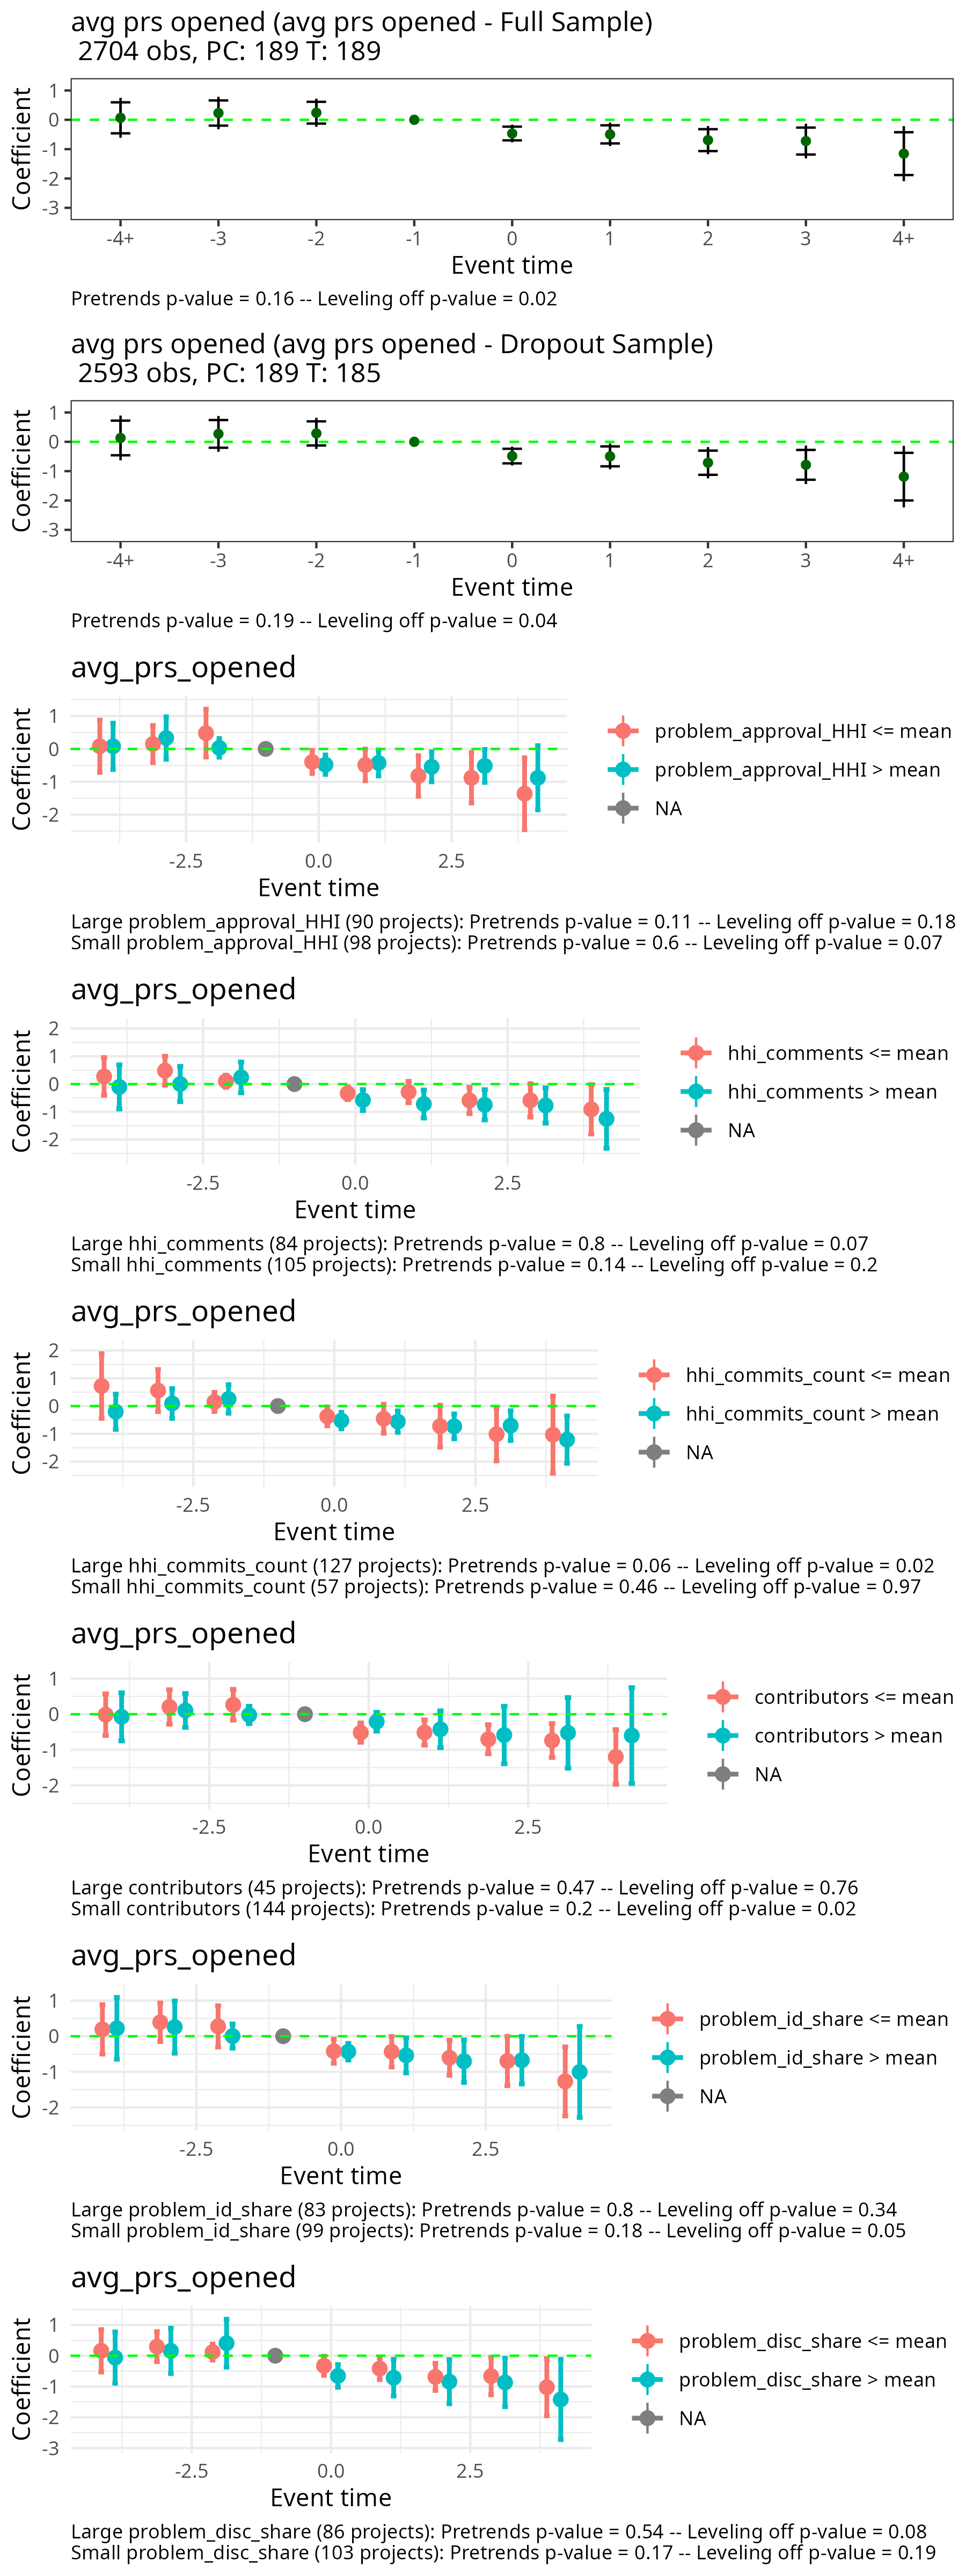 avg prs opened (avg prs opened - Full Sample)
2704 obs, PC: 189 T: 189
Coefficient
1
0
-1
-2
-3
-4+ -3 -2 -1 0 1 2 3 4+
Event time
Pretrends p-value = 0.16 -- Leveling off p-value = 0.02
avg prs opened (avg prs opened - Dropout Sample)
2593 obs, PC: 189 T: 185
Coefficient
1
0
-1
-2
-3
-4+ -3 -2 -1 0 1 2 3 4+
Event time
Pretrends p-value = 0.19 -- Leveling off p-value = 0.04
avg_prs_opened
Coefficient
1
0
-1
-2
-2.5 0.0 2.5
Event time
problem_approval_HHI <= mean
problem_approval_HHI > mean
NA
Large problem_approval_HHI (90 projects): Pretrends p-value = 0.11 -- Leveling off p-value = 0.18
Small problem_approval_HHI (98 projects): Pretrends p-value = 0.6 -- Leveling off p-value = 0.07
avg_prs_opened
Coefficient
2
1
0
-1
-2
-2.5 0.0 2.5
Event time
hhi_comments <= mean
hhi_comments > mean
NA
Large hhi_comments (84 projects): Pretrends p-value = 0.8 -- Leveling off p-value = 0.07
Small hhi_comments (105 projects): Pretrends p-value = 0.14 -- Leveling off p-value = 0.2
avg_prs_opened
Coefficient
2
1
0
-1
-2
-2.5 0.0 2.5
Event time
hhi_commits_count <= mean
hhi_commits_count > mean
NA
Large hhi_commits_count (127 projects): Pretrends p-value = 0.06 -- Leveling off p-value = 0.02
Small hhi_commits_count (57 projects): Pretrends p-value = 0.46 -- Leveling off p-value = 0.97
avg_prs_opened
Coefficient
1
0
-1
-2
-2.5 0.0 2.5
Event time
contributors <= mean
contributors > mean
NA
Large contributors (45 projects): Pretrends p-value = 0.47 -- Leveling off p-value = 0.76
Small contributors (144 projects): Pretrends p-value = 0.2 -- Leveling off p-value = 0.02
avg_prs_opened
Coefficient
1
0
-1
-2
-2.5 0.0 2.5
Event time
problem_id_share <= mean
problem_id_share > mean
NA
Large problem_id_share (83 projects): Pretrends p-value = 0.8 -- Leveling off p-value = 0.34
Small problem_id_share (99 projects): Pretrends p-value = 0.18 -- Leveling off p-value = 0.05
avg_prs_opened
Coefficient
1
0
-1
-2
-3
-2.5 0.0 2.5
Event time
problem_disc_share <= mean
problem_disc_share > mean
NA
Large problem_disc_share (86 projects): Pretrends p-value = 0.54 -- Leveling off p-value = 0.08
Small problem_disc_share (103 projects): Pretrends p-value = 0.17 -- Leveling off p-value = 0.19